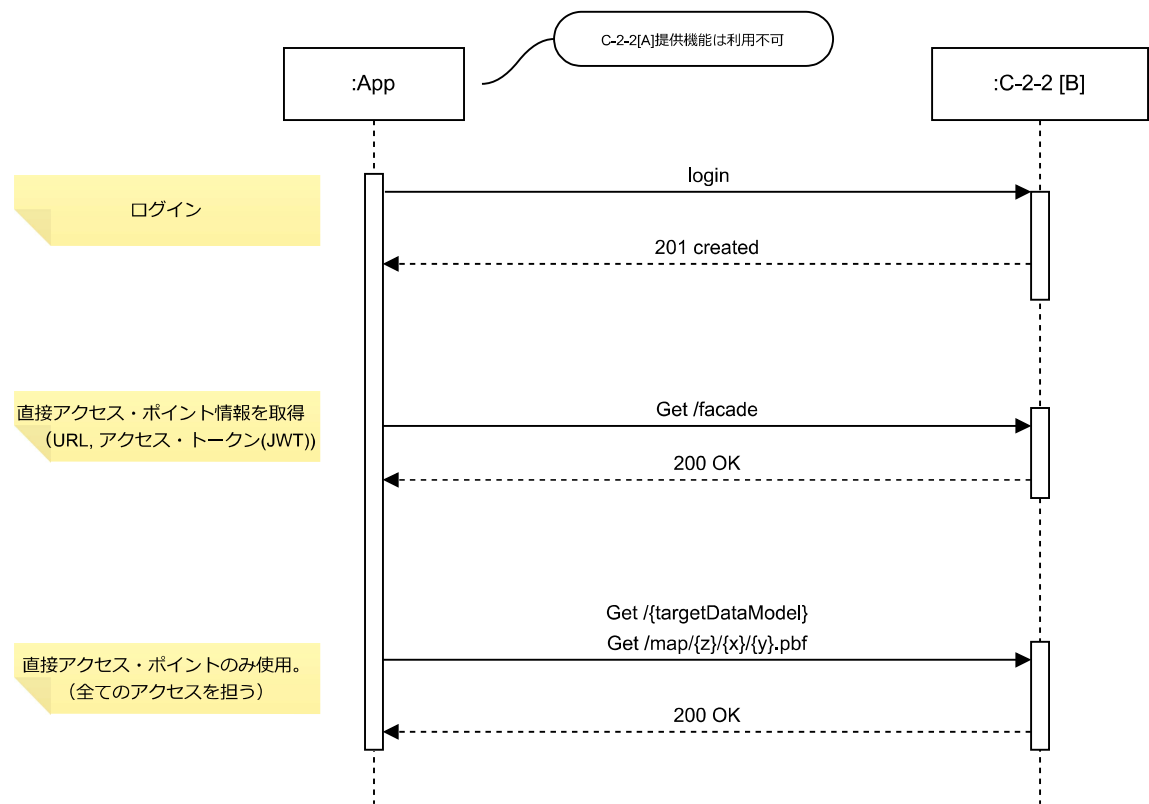 C-2-2[A]提供機能は利用不可
:App
:C-2-2 [B]
login
ログイン
201 created
直接アクセス・ポイント情報を取得
（URL, アクセス・トークン(JWT))
Get /facade
200 OK
Get /{targetDataModel}
Get /map/{z}/{x}/{y}.pbf
直接アクセス・ポイントのみ使用。
（全てのアクセスを担う）
200 OK